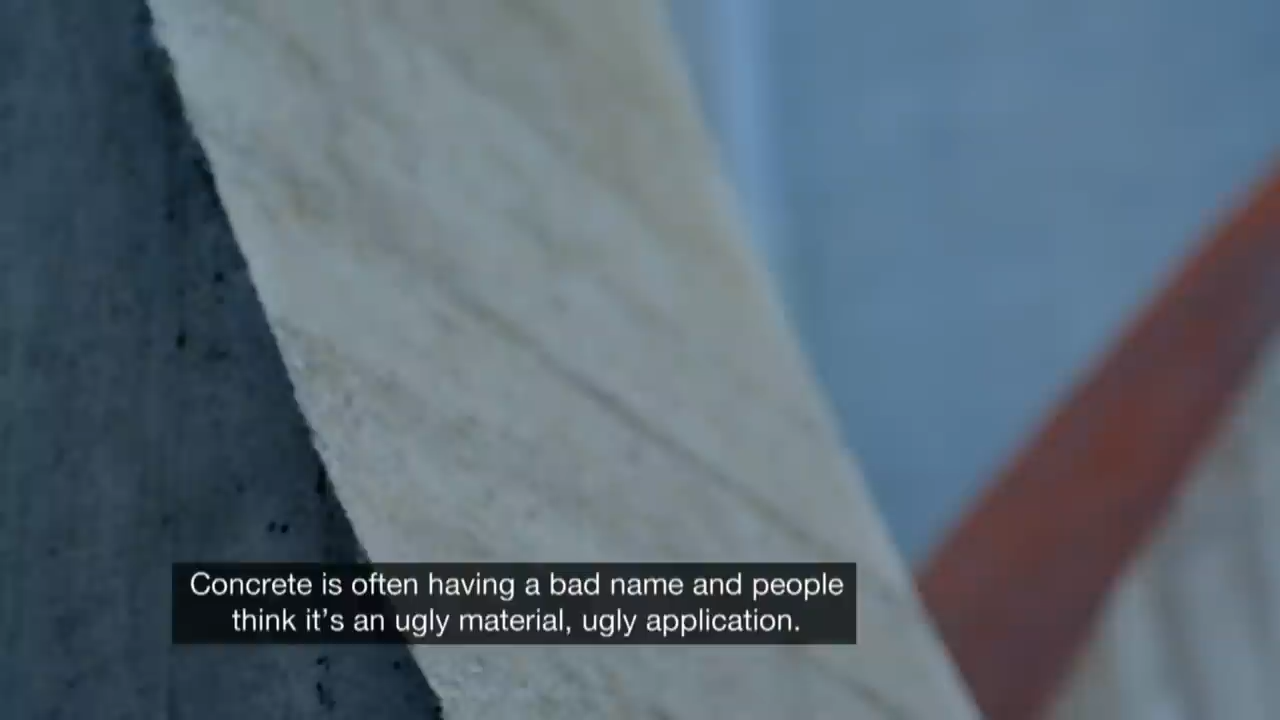 Concrete is often having a bad name and people
think it’s an ugly material, ugly application.